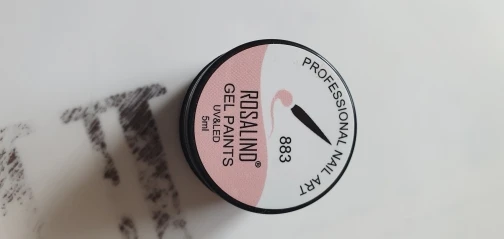 PROFESSIONAL NAIL ART
883
ROSALIND®
GEL PAINTS
UV&LED
5ml